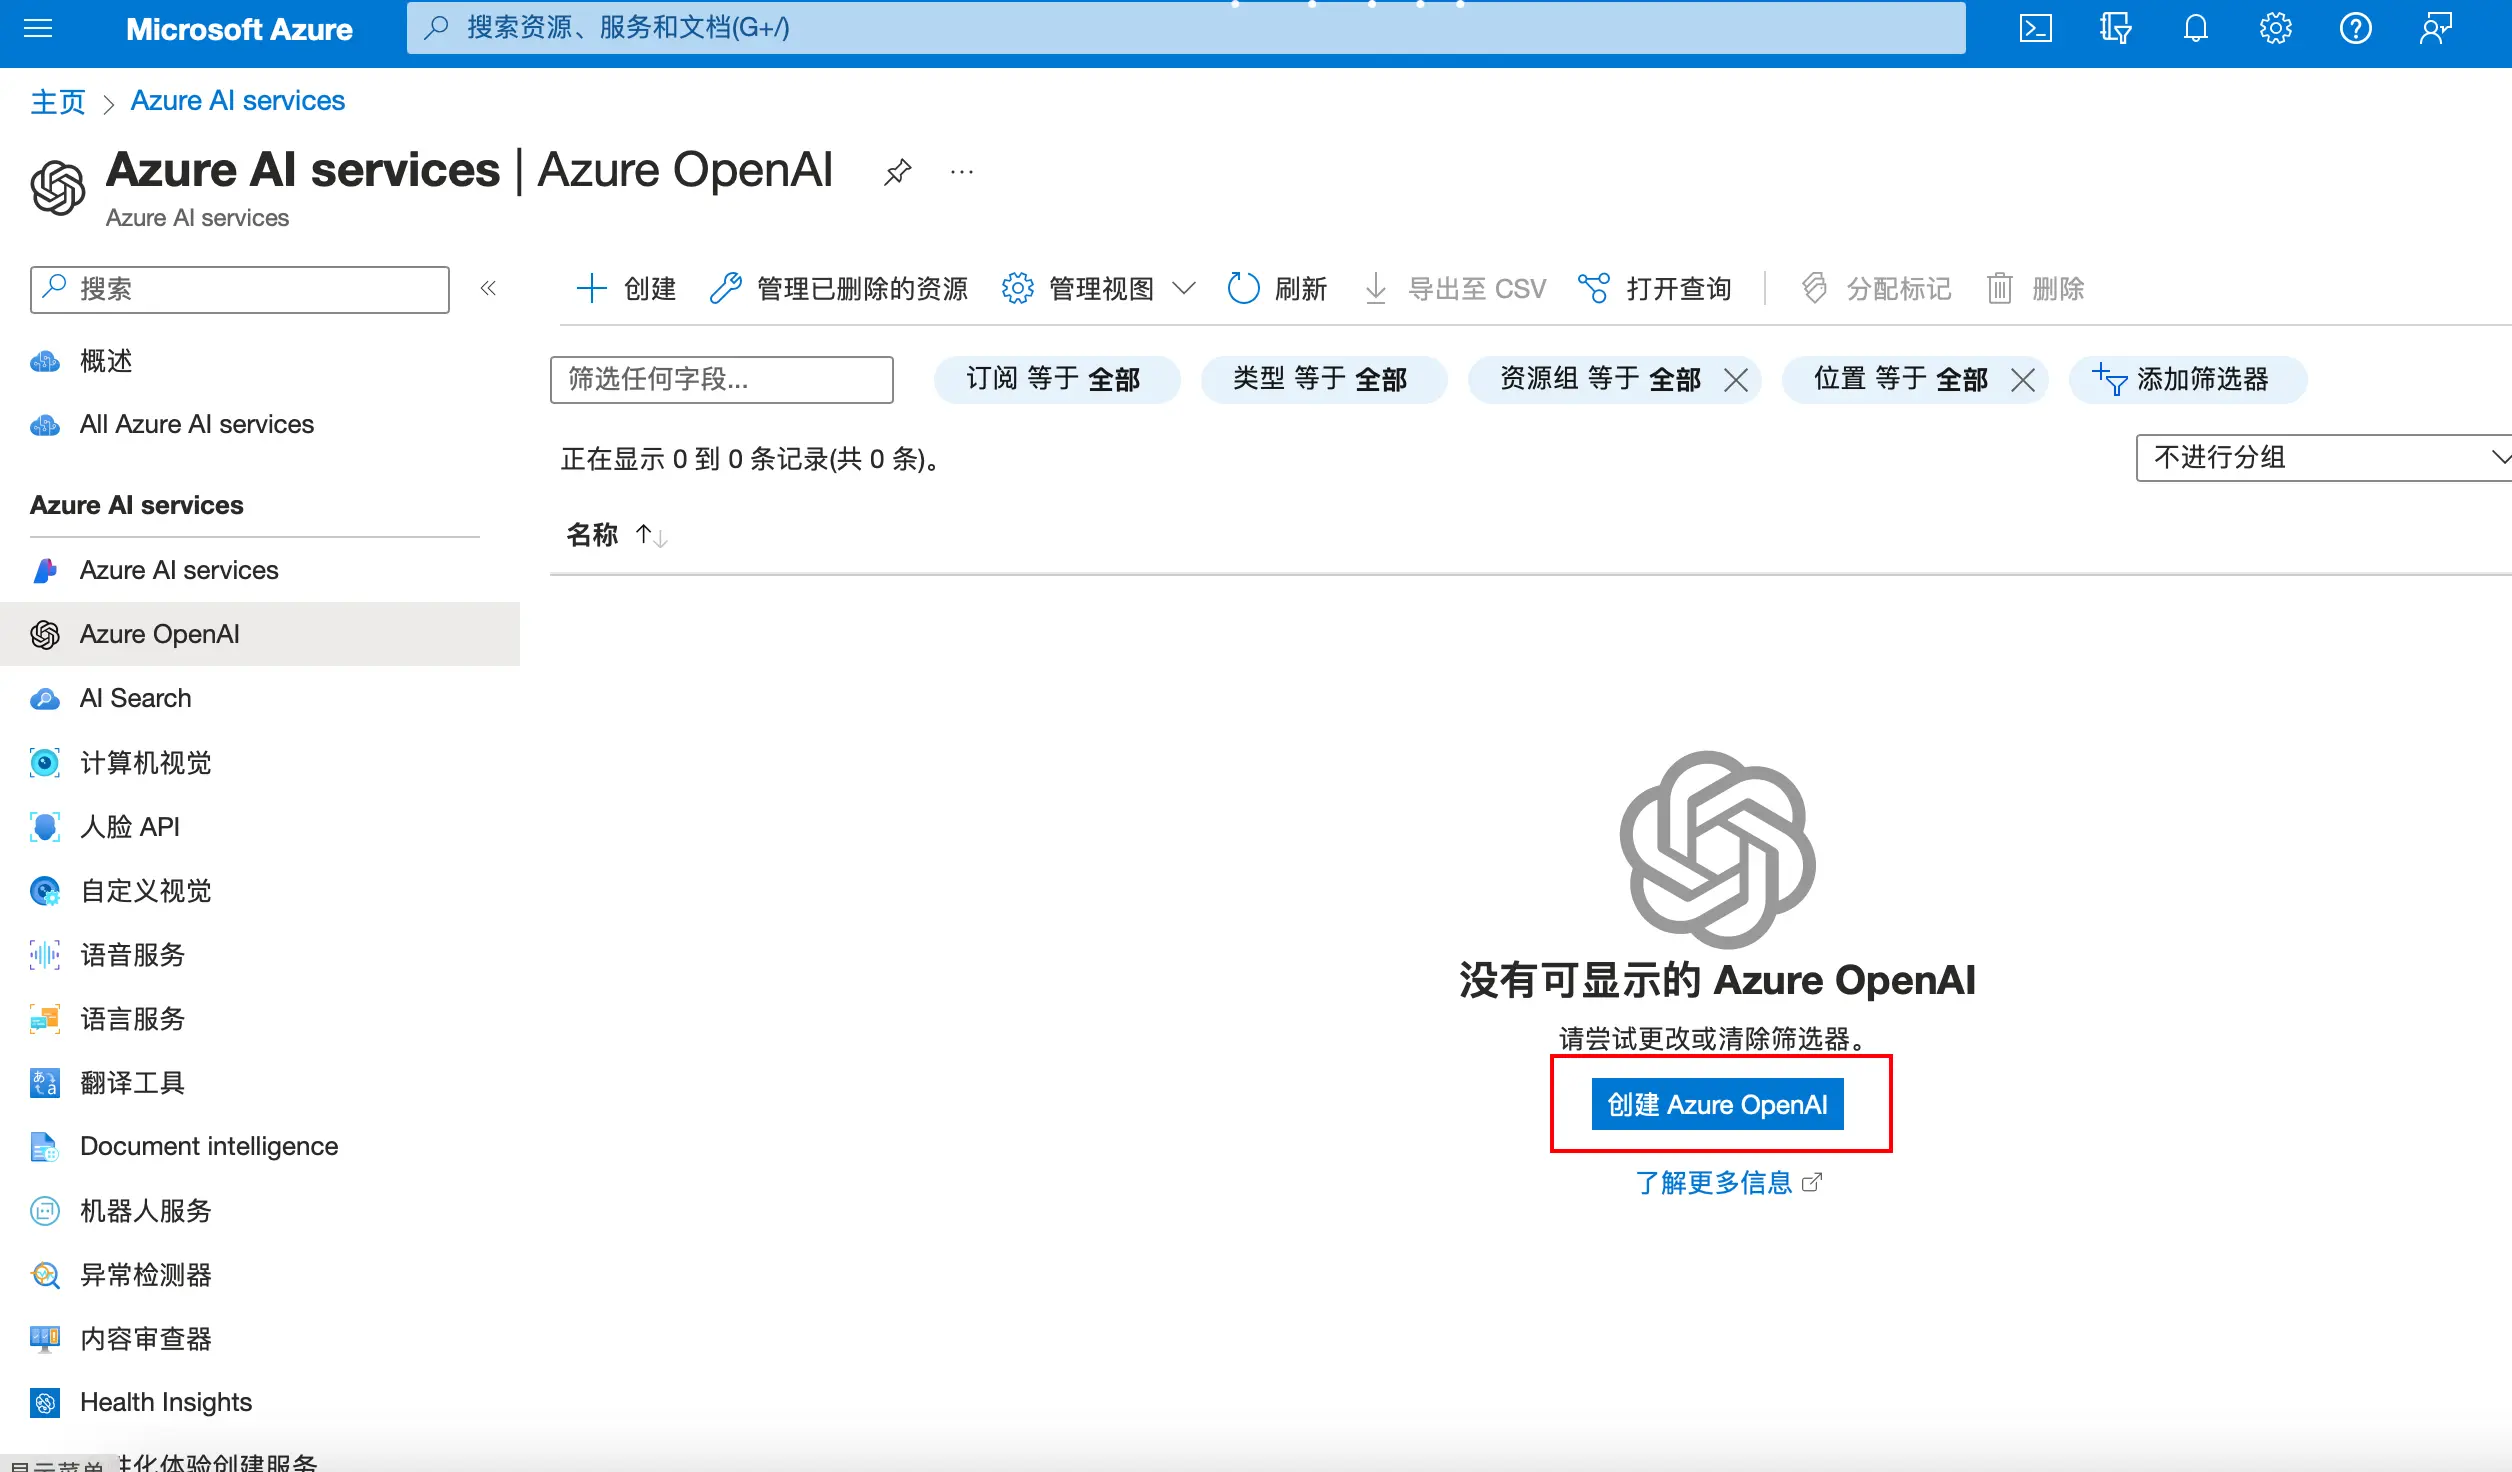 Microsoft Azure
搜索资源、服务和文档(G+/)
主页 > Azure AI services
Azure AI services | Azure OpenAI
Azure AI services
搜索
创建 管理已删除的资源 管理视图 刷新 导出至 CSV 打开查询 分配标记 删除
筛选任何字段... 订阅 等于 全部 类型 等于 全部 资源组 等于 全部 位置 等于 全部 添加筛选器
正在显示 0 到 0 条记录(共 0 条)。
不进行分组
名称
概述
All Azure AI services
Azure AI services
Azure AI services
Azure OpenAI
AI Search
计算机视觉
人脸 API
自定义视觉
语音服务
语言服务
翻译工具
Document intelligence
机器人服务
异常检测器
内容审查器
Health Insights
化体验创建服务
显示菜单
没有可显示的 Azure OpenAI
请尝试更改或清除筛选器。
创建 Azure OpenAI
了解更多信息